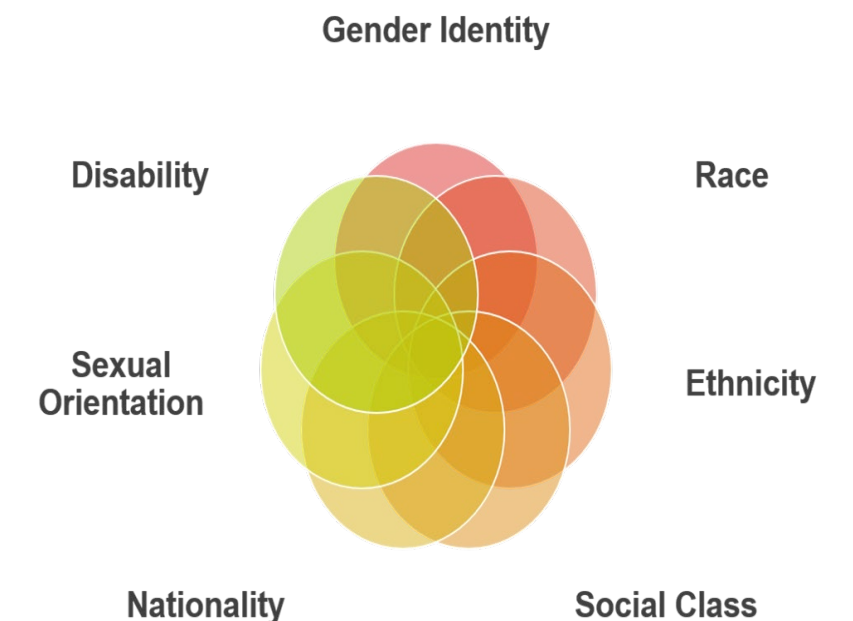 Gender Identity
Disability
Race
Sexual
Orientation
Ethnicity
Nationality
Social Class